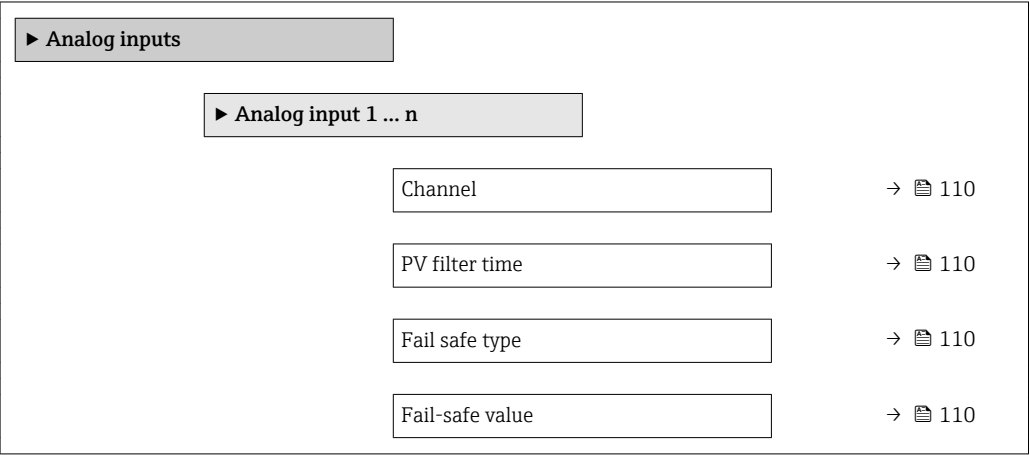 ▶ Analog inputs
▶ Analog input 1 ... n
Channel → 110
PV filter time → 110
Fail safe type → 110
Fail-safe value → 110